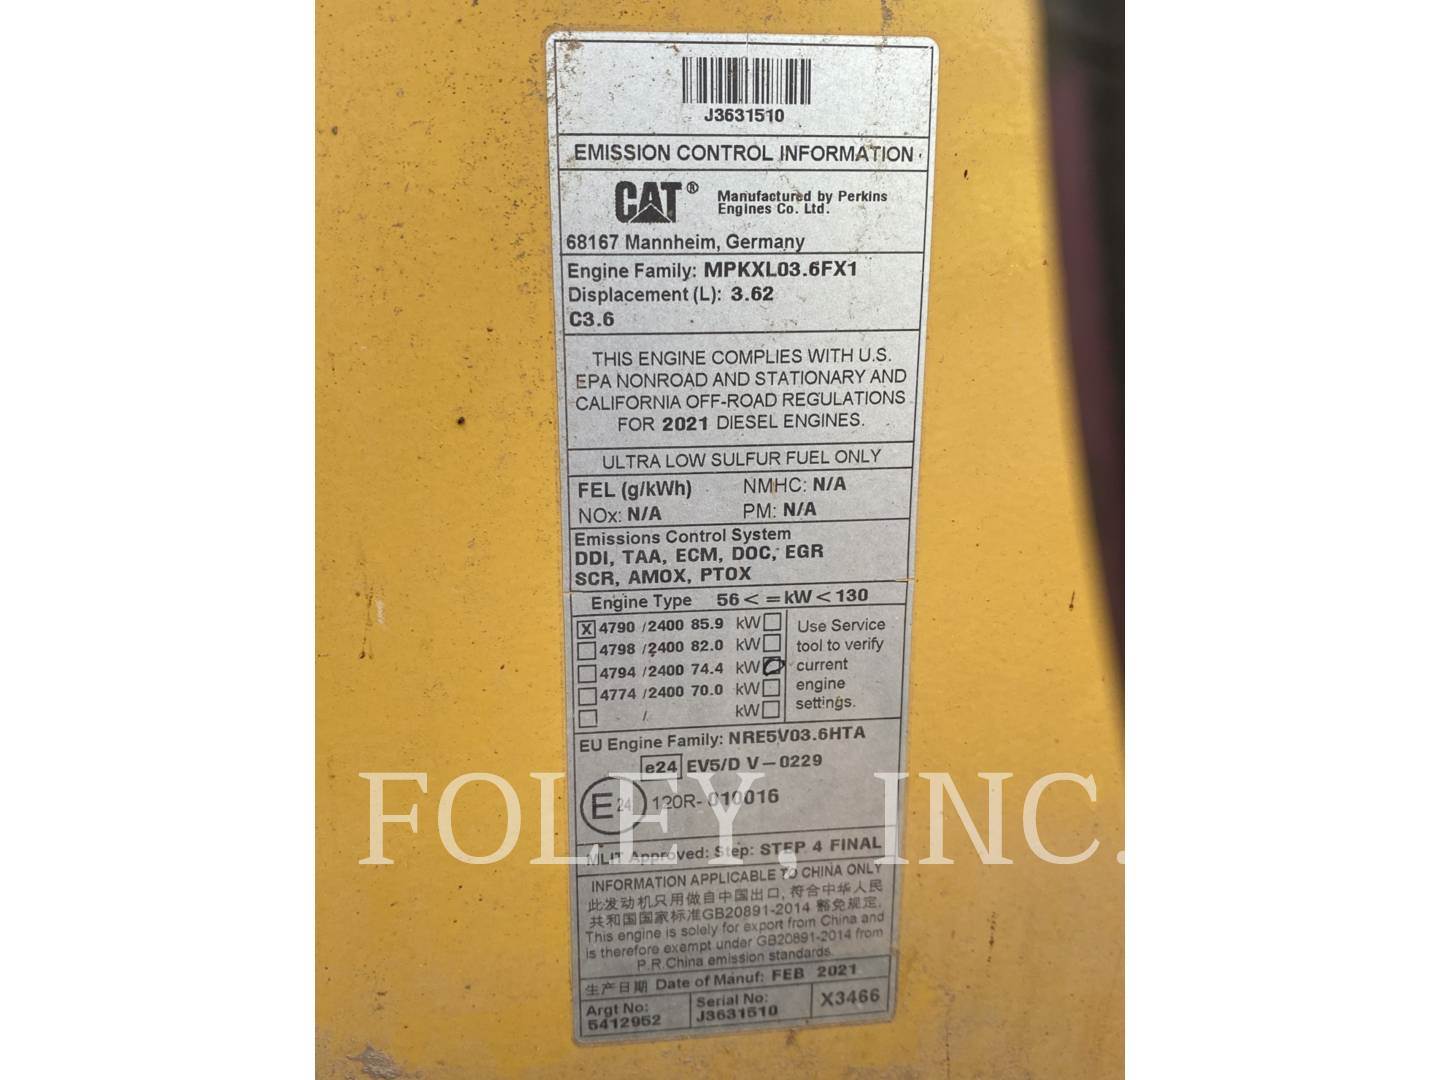 J3631510
EMISSION CONTROL INFORMATION
CAT® Manufactured by Perkins
Engines Co. Ltd.
68167 Mannheim, Germany
Engine Family: MPKXL03.6FX1
Displacement (L): 3.62
C3.6
THIS ENGINE COMPLIES WITH U.S.
EPA NONROAD AND STATIONARY AND
CALIFORNIA OFF-ROAD REGULATIONS
FOR 2021 DIESEL ENGINES.
ULTRA LOW SULFUR FUEL ONLY
FEL (g/kWh) NMHC: N/A
NOx: N/A PM: N/A
Emissions Control System
DDI, TAA, ECM, DOC, EGR
SCR, AMOX, PTOX
Engine Type 56 < = kW < 130
X 4790 /2400 85.9 kW
4798 /2400 82.0 kW
4794 /2400 74.4 kW
4774 /2400 70.0 kW
/ kW
Use Service
tool to verify
current
engine
settings.
EU Engine Family: NRE5V03.6HTA
e24 EV5/D V-0229
E 24 120R-010016
MLIT Approved: Step: STEP 4 FINAL
FOLEY, INC.
INFORMATION APPLICABLE TO CHINA ONLY
此发动机只用做自中国出口, 符合中华人民
共和国国家标准GB20891-2014 豁免规定.
This engine is solely for export from China and
is therefore exempt under GB20891-2014 from
P.R.China emission standards.
生产日期 Date of Manuf: FEB 2021
Argt No:
5412952
Serial No:
J3631510
X3466